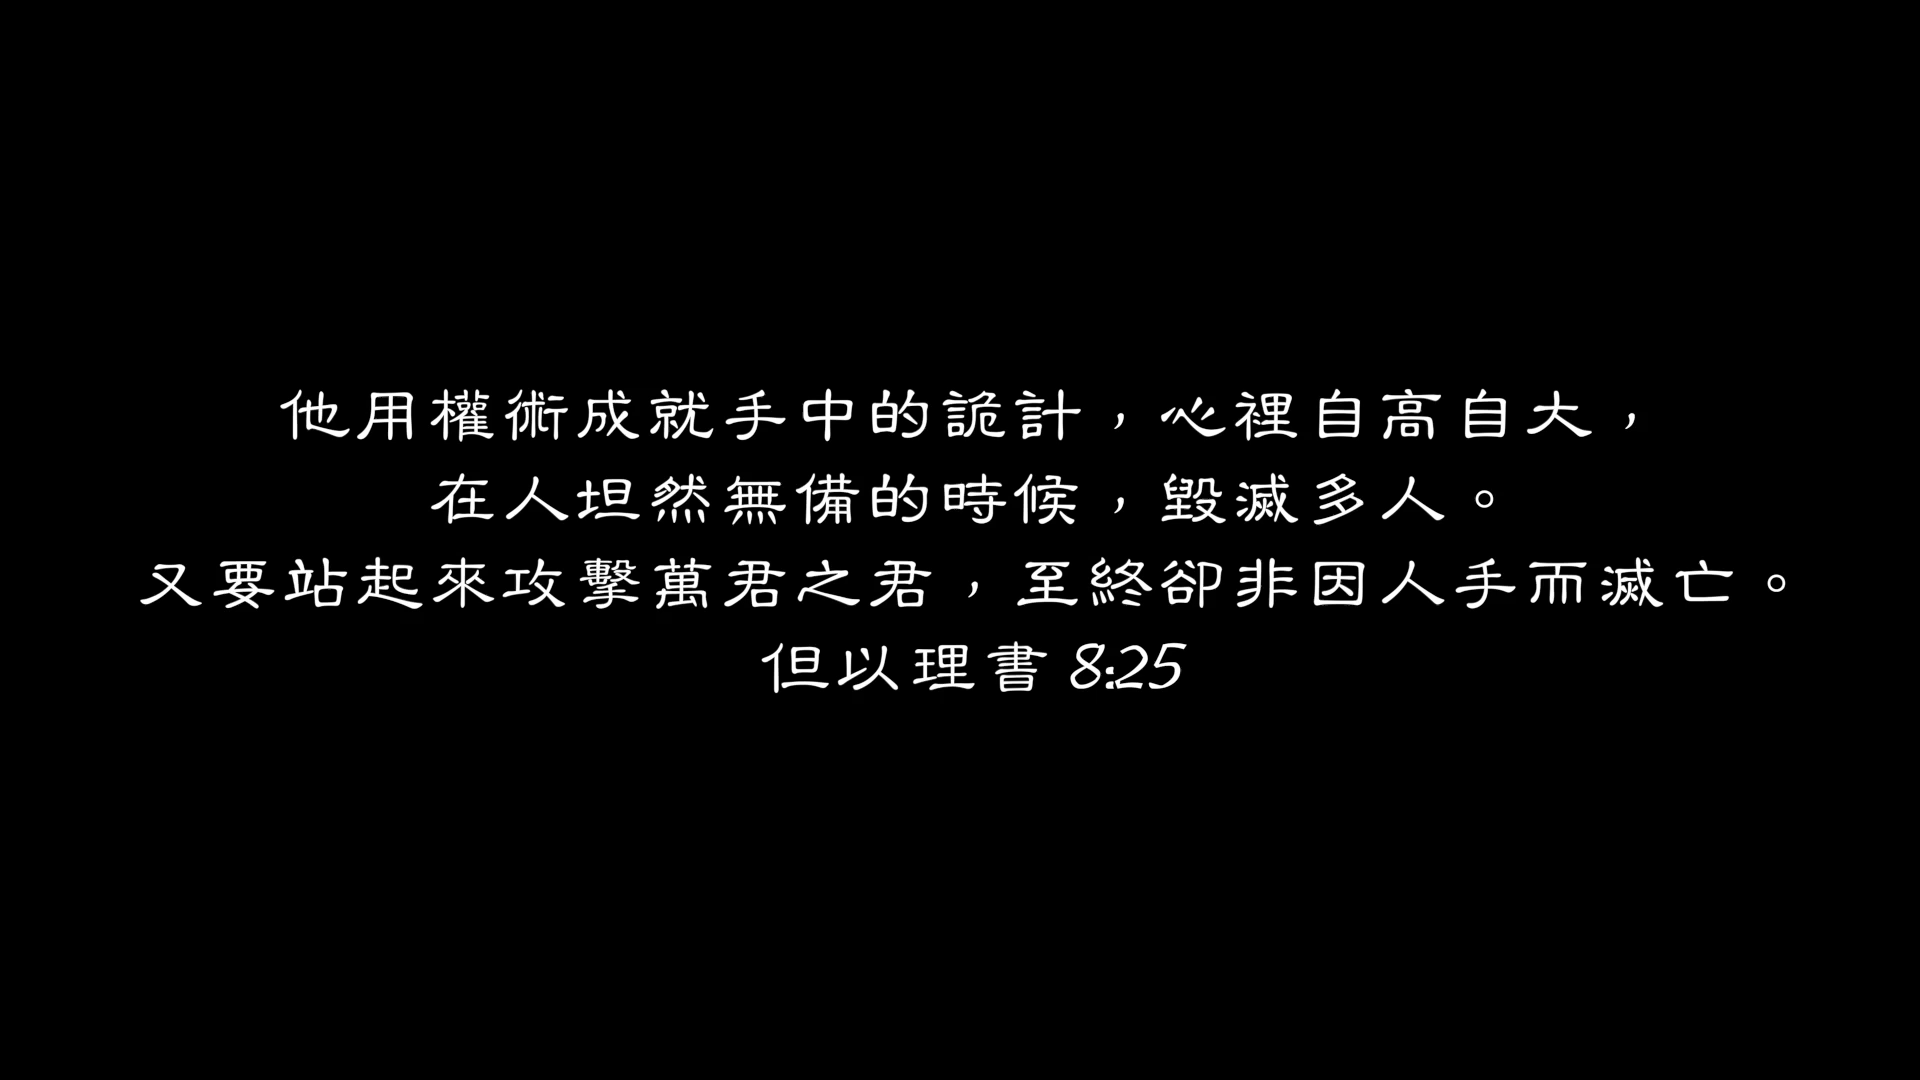 他用權術成就手中的詭計，心裡自高自大，
在人坦然無備的時候，毀滅多人。
又要站起來攻擊萬君之君，至終卻非因人手而滅亡。
但以理書 8:25